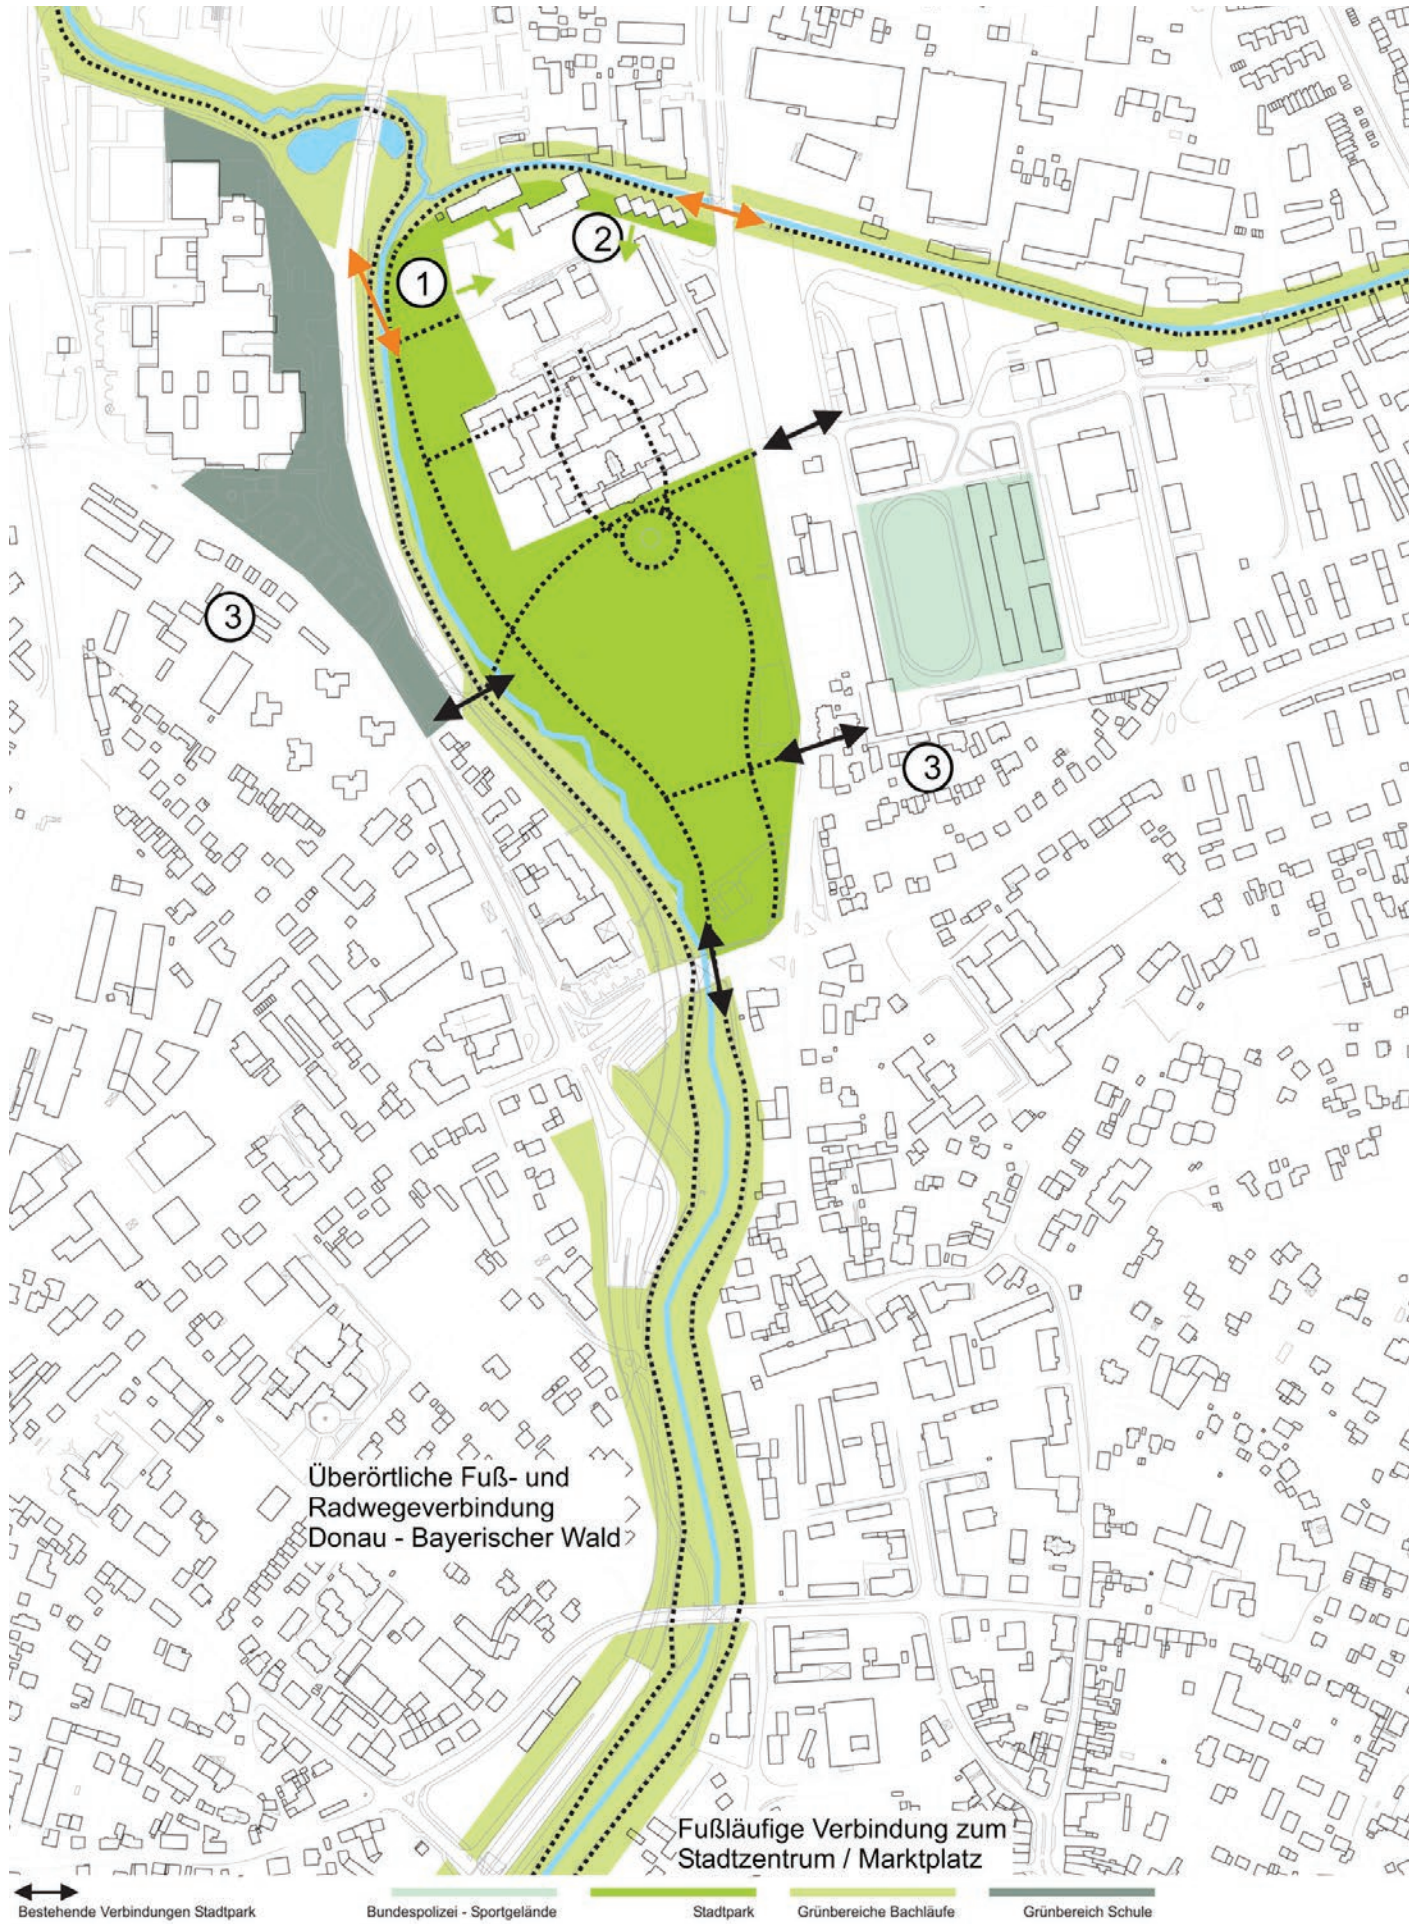 1
2
3
3
Überörtliche Fuß- und
Radwegeverbindung
Donau - Bayerischer Wald
Fußläufige Verbindung zum
Stadtzentrum / Marktplatz
Bestehende Verbindungen Stadtpark
Bundespolizei - Sportgelände
Stadtpark
Grünbereiche Bachläufe
Grünbereich Schule